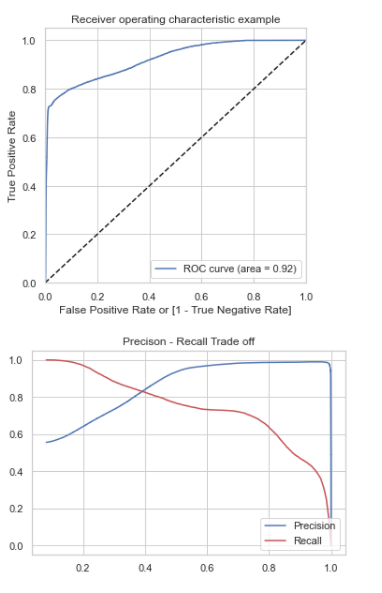 Receiver operating characteristic example
1.0
0.8
0.6
0.4
0.2
0.0
True Positive Rate
ROC curve (area = 0.92)
0.0 0.2 0.4 0.6 0.8 1.0
False Positive Rate or [1 - True Negative Rate]
Precison - Recall Trade off
1.0
0.8
0.6
0.4
0.2
0.0
Precision
Recall
0.2 0.4 0.6 0.8 1.0